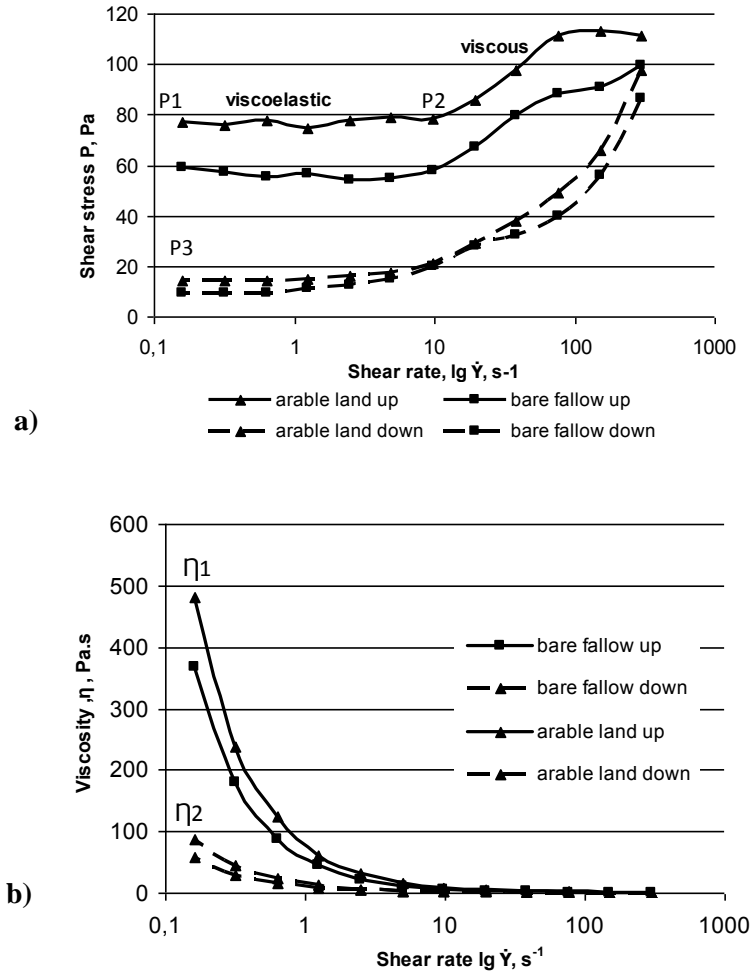 120
100
80
60
40
20
0
Shear stress P, Pa
P1
viscoelastic
P2
viscous
P3
0,1 1 10 100 1000
Shear rate, lg Ẏ, s-1
arable land up bare fallow up
arable land down bare fallow down
a)
600
500
400
300
200
100
0
Viscosity ,η , Pa.s
Ƞ1
Ƞ2
bare fallow up
bare fallow down
arable land up
arable land down
0,1 1 10 100 1000
Shear rate lg Ẏ, s⁻¹
b)